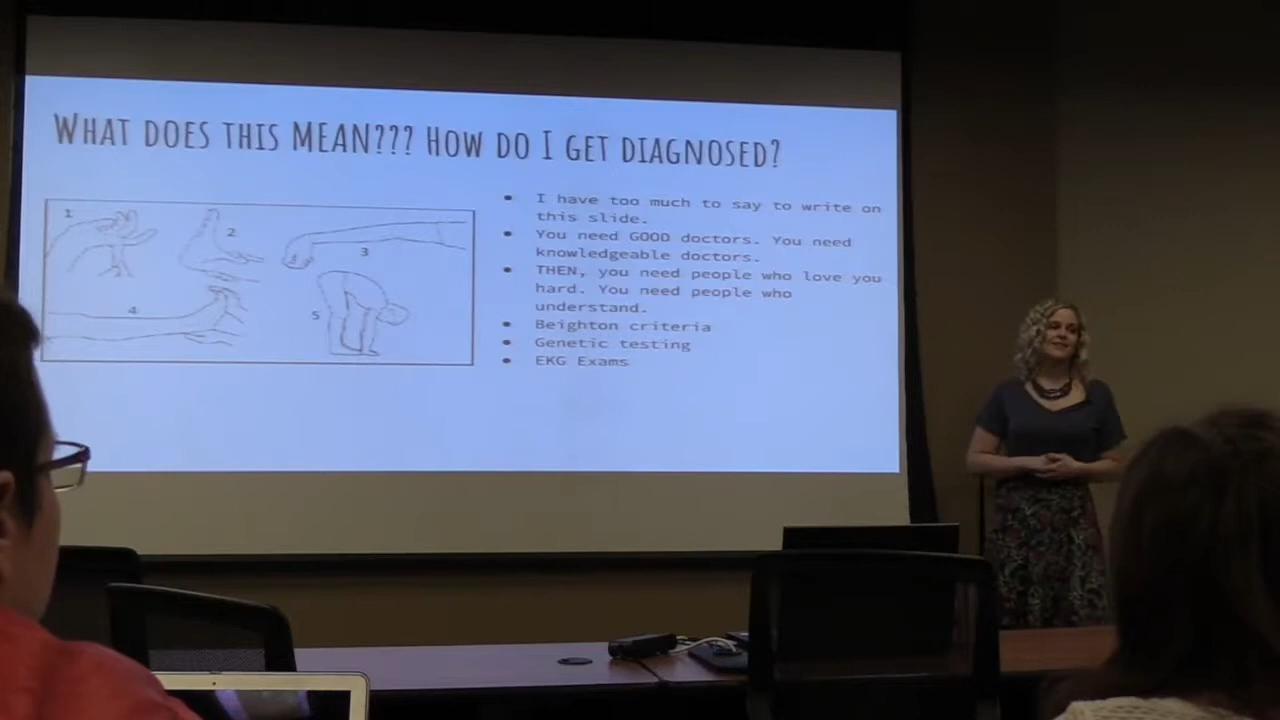 WHAT DOES THIS MEAN??? HOW DO I GET DIAGNOSED?
1
2
3
4
5
• I have too much to say to write on
this slide.
• You need GOOD doctors. You need
knowledgeable doctors.
• THEN, you need people who love you
hard. You need people who
understand.
• Beighton criteria
• Genetic testing
• EKG Exams